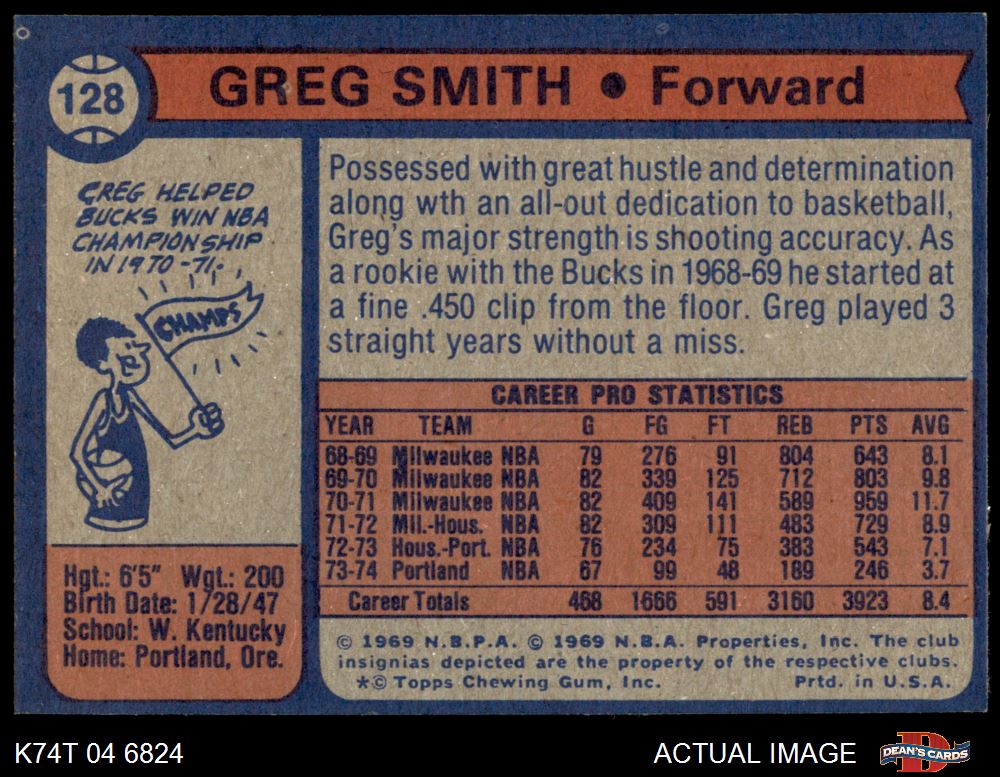 128
GREG SMITH • Forward
GREG HELPED
BUCKS WIN NBA
CHAMPIONSHIP
IN 1970-71.
CHAMPS
Possessed with great hustle and determination
along wth an all-out dedication to basketball,
Greg's major strength is shooting accuracy. As
a rookie with the Bucks in 1968-69 he started at
a fine .450 clip from the floor. Greg played 3
straight years without a miss.
CAREER PRO STATISTICS
YEAR TEAM G FG FT REB PTS AVG
68-69 Milwaukee NBA 79 276 91 804 643 8.1
69-70 Milwaukee NBA 82 339 125 712 803 9.8
70-71 Milwaukee NBA 82 409 141 589 959 11.7
71-72 Mil.-Hous. NBA 82 309 111 483 729 8.9
72-73 Hous.-Port. NBA 76 234 75 383 543 7.1
73-74 Portland NBA 67 99 48 189 246 3.7
Career Totals 468 1666 591 3160 3923 8.4
Hgt.: 6'5" Wgt.: 200
Birth Date: 1/28/47
School: W. Kentucky
Home: Portland, Ore.
© 1969 N.B.P.A. © 1969 N.B.A. Properties, Inc. The club
insignias depicted are the property of the respective clubs.
*© Topps Chewing Gum, Inc. Prtd. in U.S.A.
K74T 04 6824
ACTUAL IMAGE
D
DEAN'S CARDS